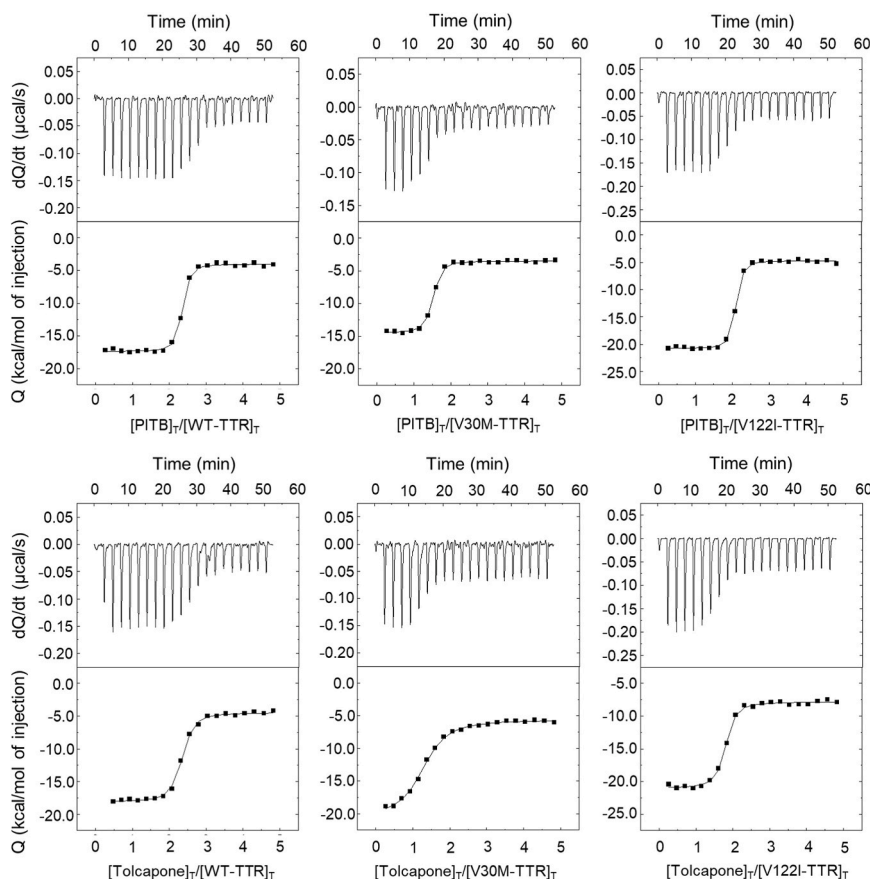 Time (min) Time (min) Time (min)
0 10 20 30 40 50 60 0 10 20 30 40 50 60 0 10 20 30 40 50 60
dQ/dt (µcal/s)
0.05 0.05 0.05
0.00 0.00 0.00
-0.05 -0.05 -0.05
-0.10 -0.10 -0.10
-0.15 -0.15
-0.20 -0.15 -0.20
-0.25
Q (kcal/mol of injection)
0.0 0.0 0.0
-5.0 -5.0 -5.0
-10.0 -10.0 -10.0
-15.0 -15.0 -15.0
-20.0 -20.0 -20.0
-25.0
0 1 2 3 4 5 0 1 2 3 4 5 0 1 2 3 4 5
[PITB]T/[WT-TTR]T [PITB]T/[V30M-TTR]T [PITB]T/[V122I-TTR]T
Time (min) Time (min) Time (min)
0 10 20 30 40 50 60 0 10 20 30 40 50 60 0 10 20 30 40 50 60
dQ/dt (µcal/s)
0.05 0.05 0.05
0.00 0.00 0.00
-0.05 -0.05 -0.05
-0.10 -0.10 -0.10
-0.15 -0.15 -0.15
-0.20 -0.20 -0.20
-0.25
Q (kcal/mol of injection)
0.0 0.0 -5.0
-5.0 -5.0 -10.0
-10.0 -10.0 -15.0
-15.0 -15.0 -20.0
-20.0 -20.0 -25.0
0 1 2 3 4 5 0 1 2 3 4 5 0 1 2 3 4 5
[Tolcapone]T/[WT-TTR]T [Tolcapone]T/[V30M-TTR]T [Tolcapone]T/[V122I-TTR]T